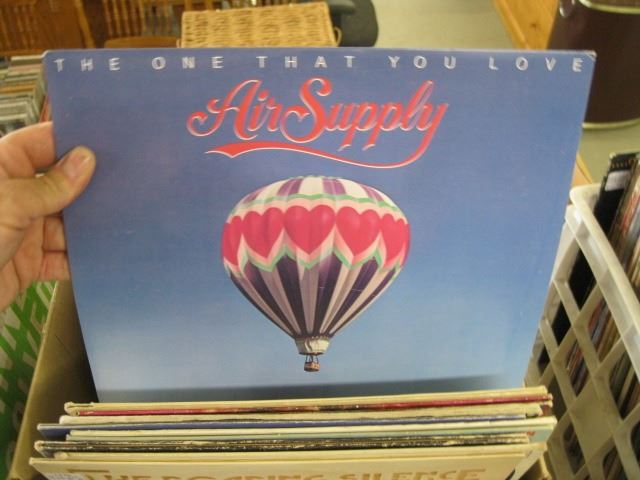 THE ONE THAT YOU LOVE
Air Supply
THE ROARING SILENCE